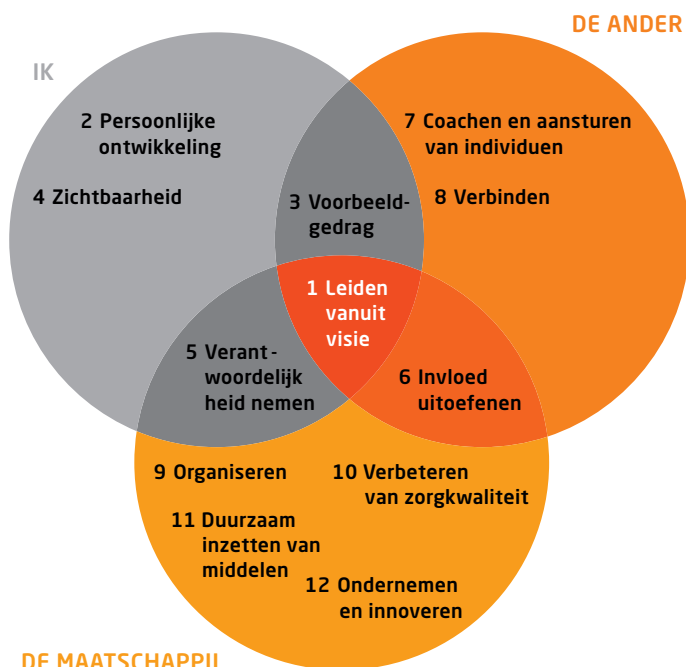 DE ANDER
IK
2 Persoonlijke
ontwikkeling
4 Zichtbaarheid
3 Voorbeeld-
gedrag
7 Coachen en aansturen
van individuen
8 Verbinden
1 Leiden
vanuit
visie
5 Verant-
woordelijk
heid nemen
6 Invloed
uitoefenen
9 Organiseren
10 Verbeteren
van zorgkwaliteit
11 Duurzaam
inzetten van
middelen
12 Ondernemen
en innoveren
DE MAATSCHAPPIJ